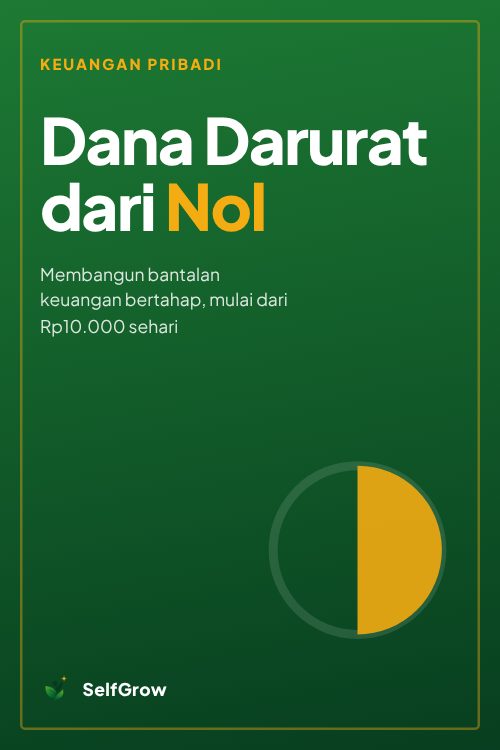 KEUANGAN PRIBADI
Dana Darurat
dari Nol
Membangun bantalan
keuangan bertahap, mulai dari
Rp10.000 sehari
SelfGrow